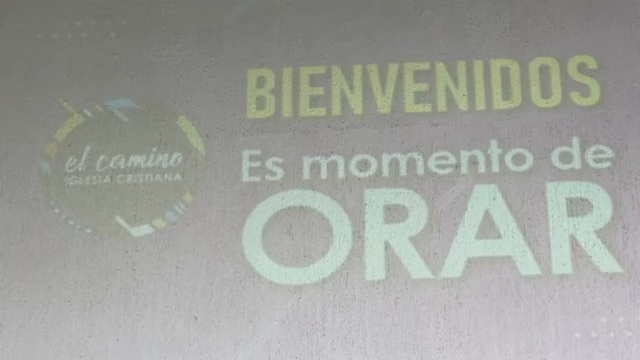 BIENVENIDOS
el camino
IGLESIA CRISTIANA
Es momento de
ORAR